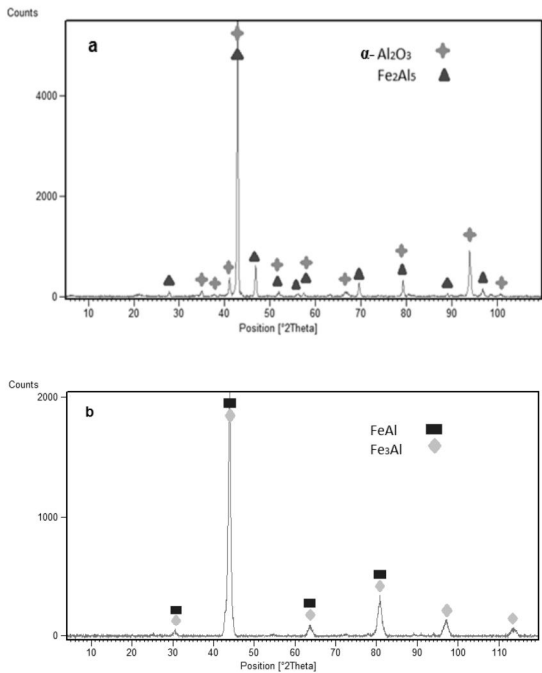 Counts
a
α- Al₂O₃
Fe₂Al₅
4000
2000
0
10 20 30 40 50 60 70 80 90 100
Position [°2Theta]
Counts
b
2000
FeAl
Fe₃Al
1000
0
10 20 30 40 50 60 70 80 90 100 110
Position [°2Theta]